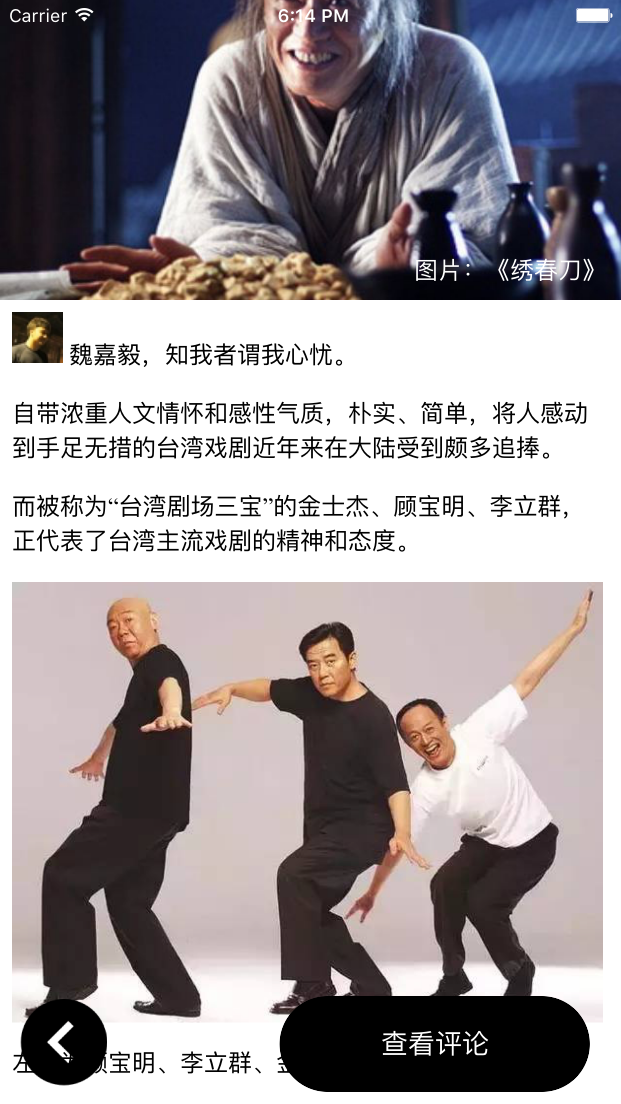 Carrier 6:14 PM
图片：《绣春刀》
魏嘉毅，知我者谓我心忧。
自带浓重人文情怀和感性气质，朴实、简单，将人感动
到手足无措的台湾戏剧近年来在大陆受到颇多追捧。
而被称为“台湾剧场三宝”的金士杰、顾宝明、李立群，
正代表了台湾主流戏剧的精神和态度。
查看评论
左 顾宝明、李立群、金